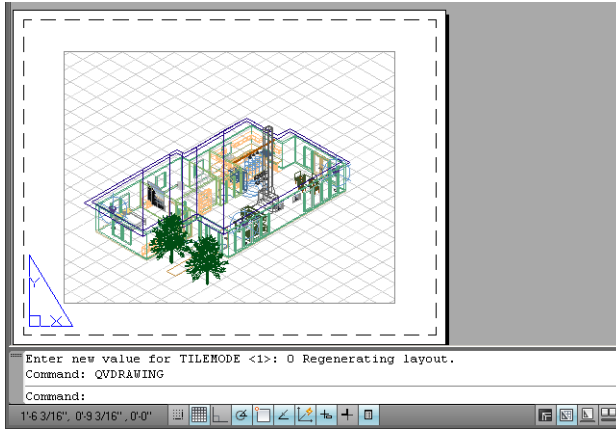 Y
X
Enter new value for TILEMODE <1>: 0 Regenerating layout.
Command: QVDRAWING
Command:
1'-6 3/16", 0'-9 3/16" , 0'-0"